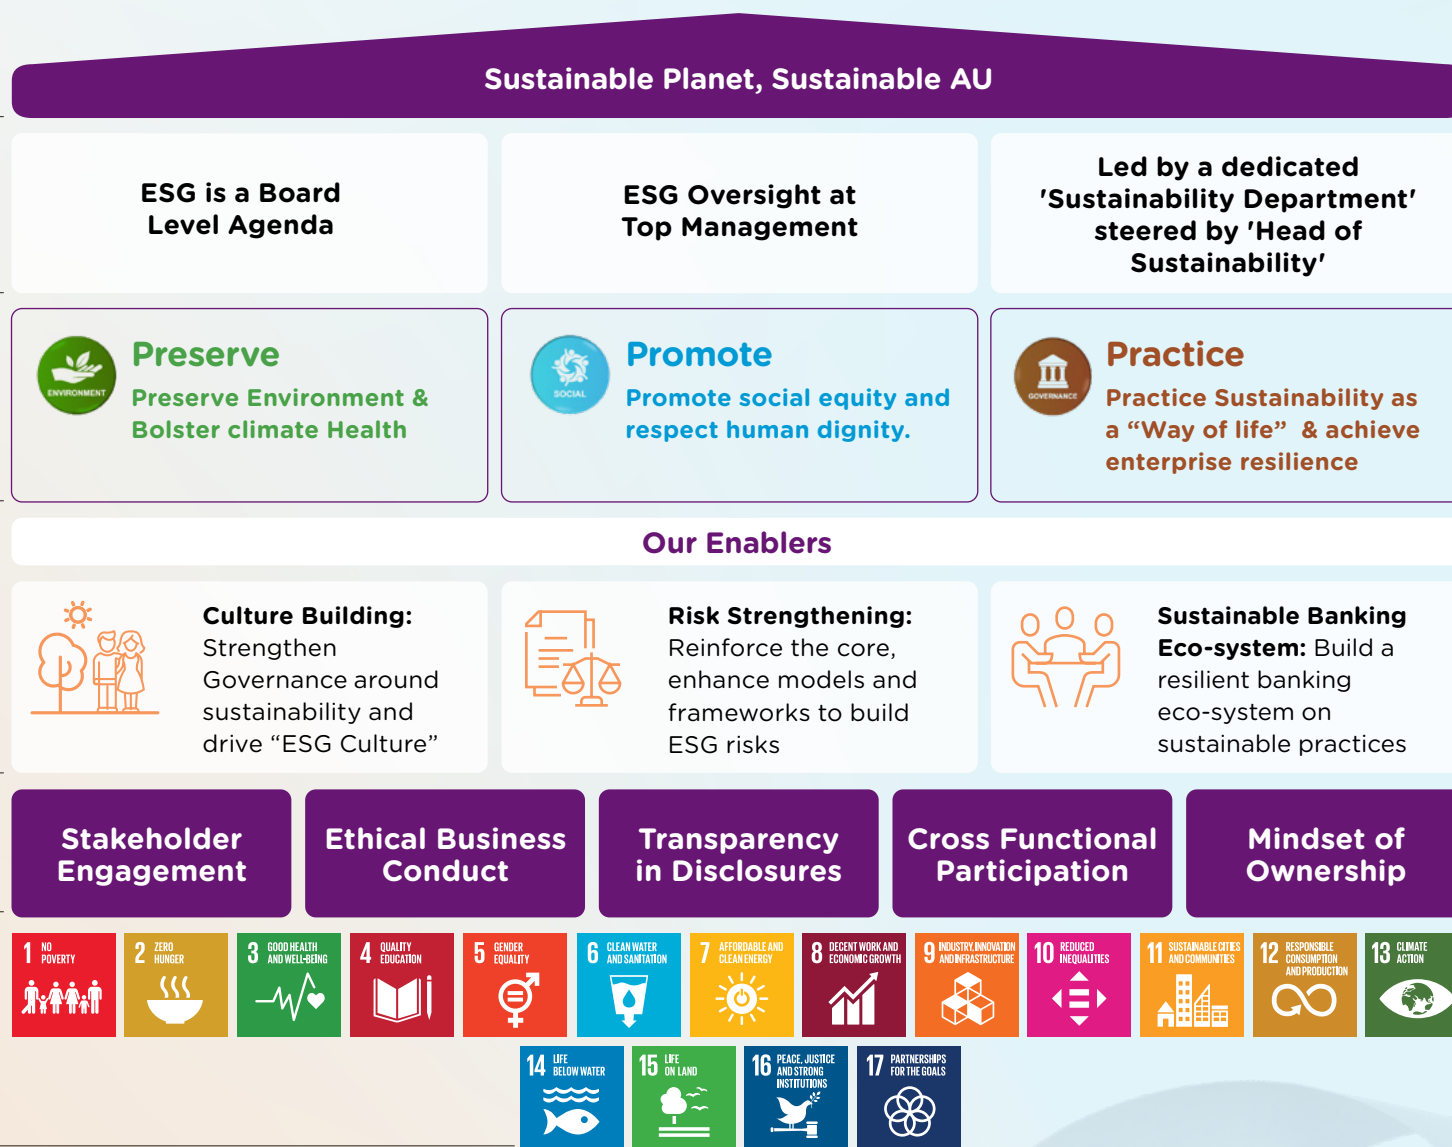 Sustainable Planet, Sustainable AU
ESG is a Board
Level Agenda
ESG Oversight at
Top Management
Led by a dedicated
'Sustainability Department'
steered by 'Head of
Sustainability'
ENVIRONMENT
Preserve
Preserve Environment &
Bolster climate Health
SOCIAL
Promote
Promote social equity and
respect human dignity.
GOVERNANCE
Practice
Practice Sustainability as
a “Way of life” & achieve
enterprise resilience
Our Enablers
Culture Building:
Strengthen
Governance around
sustainability and
drive “ESG Culture”
Risk Strengthening:
Reinforce the core,
enhance models and
frameworks to build
ESG risks
Sustainable Banking
Eco-system: Build a
resilient banking
eco-system on
sustainable practices
Stakeholder
Engagement
Ethical Business
Conduct
Transparency
in Disclosures
Cross Functional
Participation
Mindset of
Ownership
1 NO
POVERTY
2 ZERO
HUNGER
3 GOOD HEALTH
AND WELL-BEING
4 QUALITY
EDUCATION
5 GENDER
EQUALITY
6 CLEAN WATER
AND SANITATION
7 AFFORDABLE AND
CLEAN ENERGY
8 DECENT WORK AND
ECONOMIC GROWTH
9 INDUSTRY, INNOVATION
AND INFRASTRUCTURE
10 REDUCED
INEQUALITIES
11 SUSTAINABLE CITIES
AND COMMUNITIES
12 RESPONSIBLE
CONSUMPTION
AND PRODUCTION
13 CLIMATE
ACTION
14 LIFE
BELOW WATER
15 LIFE
ON LAND
16 PEACE, JUSTICE
AND STRONG
INSTITUTIONS
17 PARTNERSHIPS
FOR THE GOALS